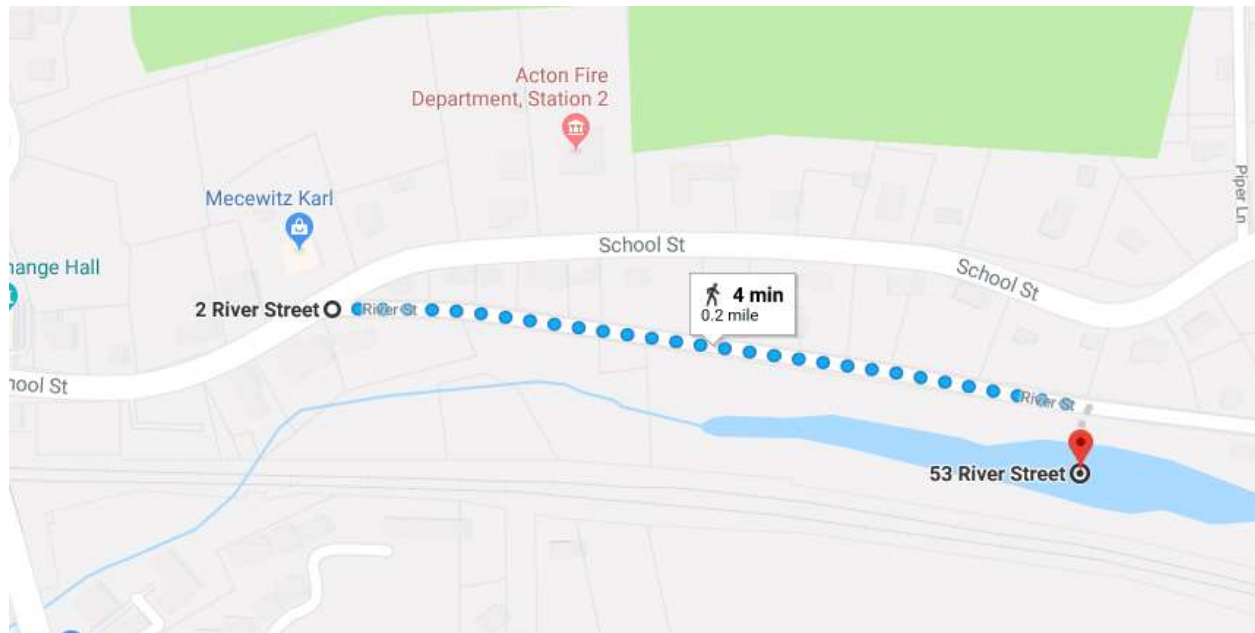 Acton Fire
Department, Station 2
Mecewitz Karl
School St
Piper Ln
hange Hall
School St
2 River Street
River St
4 min
0.2 mile
hool St
River St
53 River Street